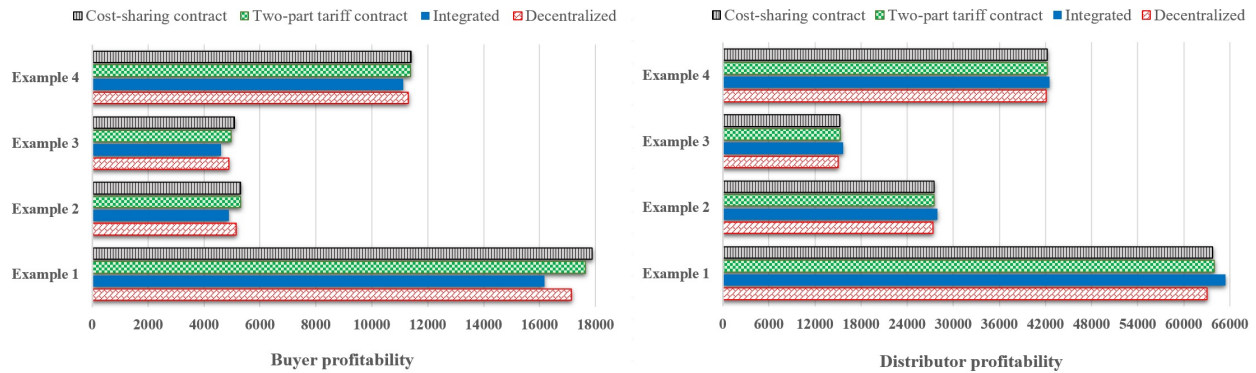 Cost-sharing contract Two-part tariff contract Integrated Decentralized
Example 4
Example 3
Example 2
Example 1
0 2000 4000 6000 8000 10000 12000 14000 16000 18000
Buyer profitability
Cost-sharing contract Two-part tariff contract Integrated Decentralized
Example 4
Example 3
Example 2
Example 1
0 6000 12000 18000 24000 30000 36000 42000 48000 54000 60000 66000
Distributor profitability